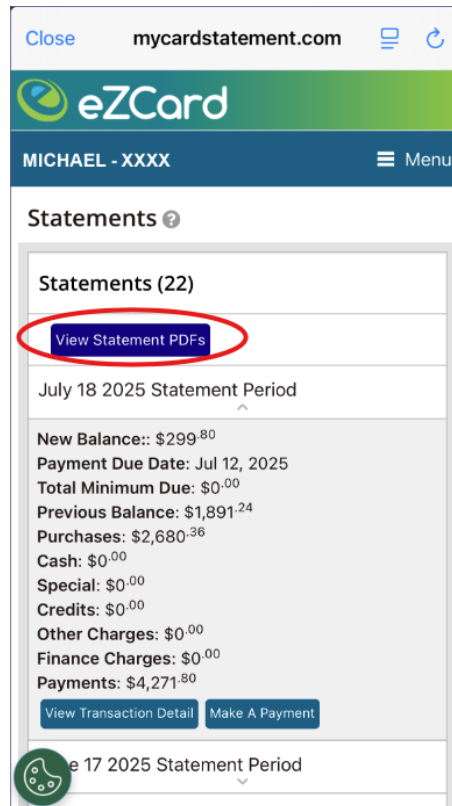 Close mycardstatement.com
eZCard
MICHAEL - XXXX Menu
Statements ?
Statements (22)
View Statement PDFs
July 18 2025 Statement Period
New Balance:: $299.80
Payment Due Date: Jul 12, 2025
Total Minimum Due: $0.00
Previous Balance: $1,891.24
Purchases: $2,680.36
Cash: $0.00
Special: $0.00
Credits: $0.00
Other Charges: $0.00
Finance Charges: $0.00
Payments: $4,271.80
View Transaction Detail Make A Payment
e 17 2025 Statement Period